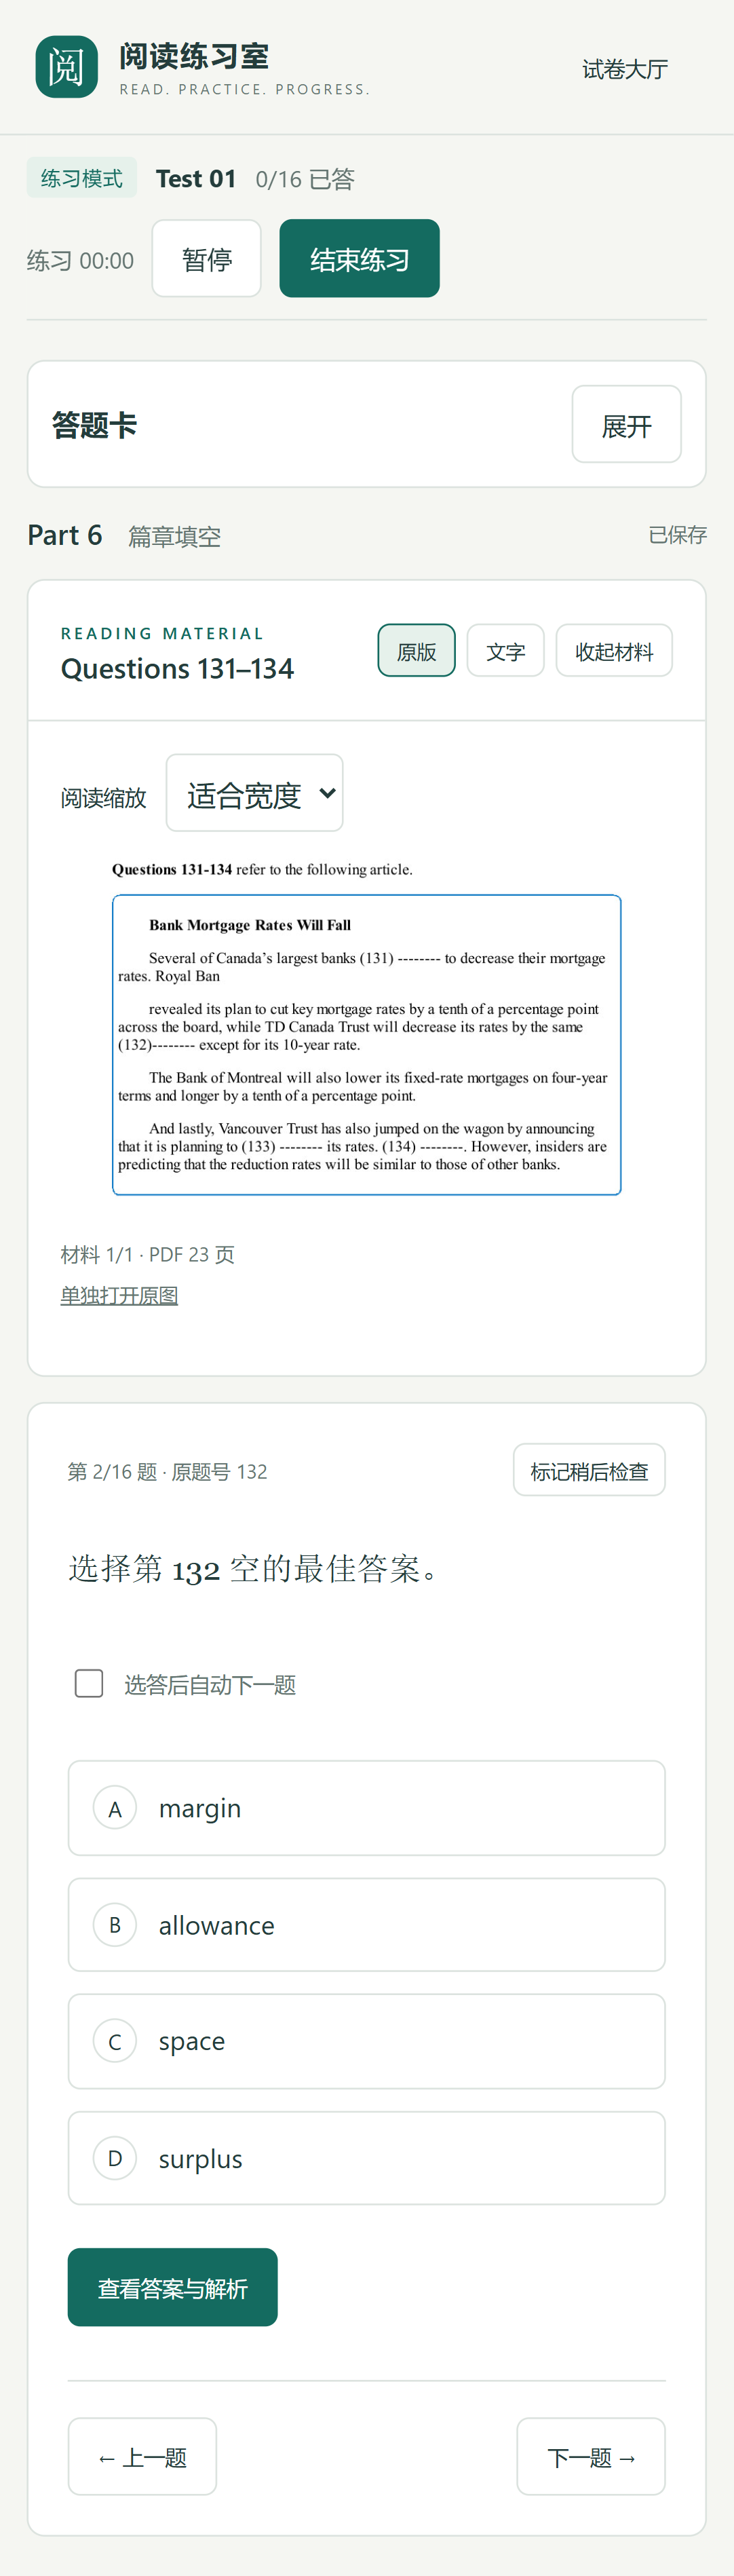 阅
阅读练习室
READ. PRACTICE. PROGRESS.
试卷大厅
练习模式 Test 01 0/16 已答
练习 00:00 暂停 结束练习
答题卡 展开
Part 6 篇章填空 已保存
READING MATERIAL
Questions 131–134
原版 文字 收起材料
阅读缩放 适合宽度
Questions 131-134 refer to the following article.
Bank Mortgage Rates Will Fall
Several of Canada's largest banks (131) -------- to decrease their mortgage
rates. Royal Ban
revealed its plan to cut key mortgage rates by a tenth of a percentage point
across the board, while TD Canada Trust will decrease its rates by the same
(132)-------- except for its 10-year rate.
The Bank of Montreal will also lower its fixed-rate mortgages on four-year
terms and longer by a tenth of a percentage point.
And lastly, Vancouver Trust has also jumped on the wagon by announcing
that it is planning to (133) -------- its rates. (134) --------. However, insiders are
predicting that the reduction rates will be similar to those of other banks.
材料 1/1 · PDF 23 页
单独打开原图
第 2/16 题 · 原题号 132 标记稍后检查
选择第 132 空的最佳答案。
选答后自动下一题
A margin
B allowance
C space
D surplus
查看答案与解析
← 上一题 下一题 →